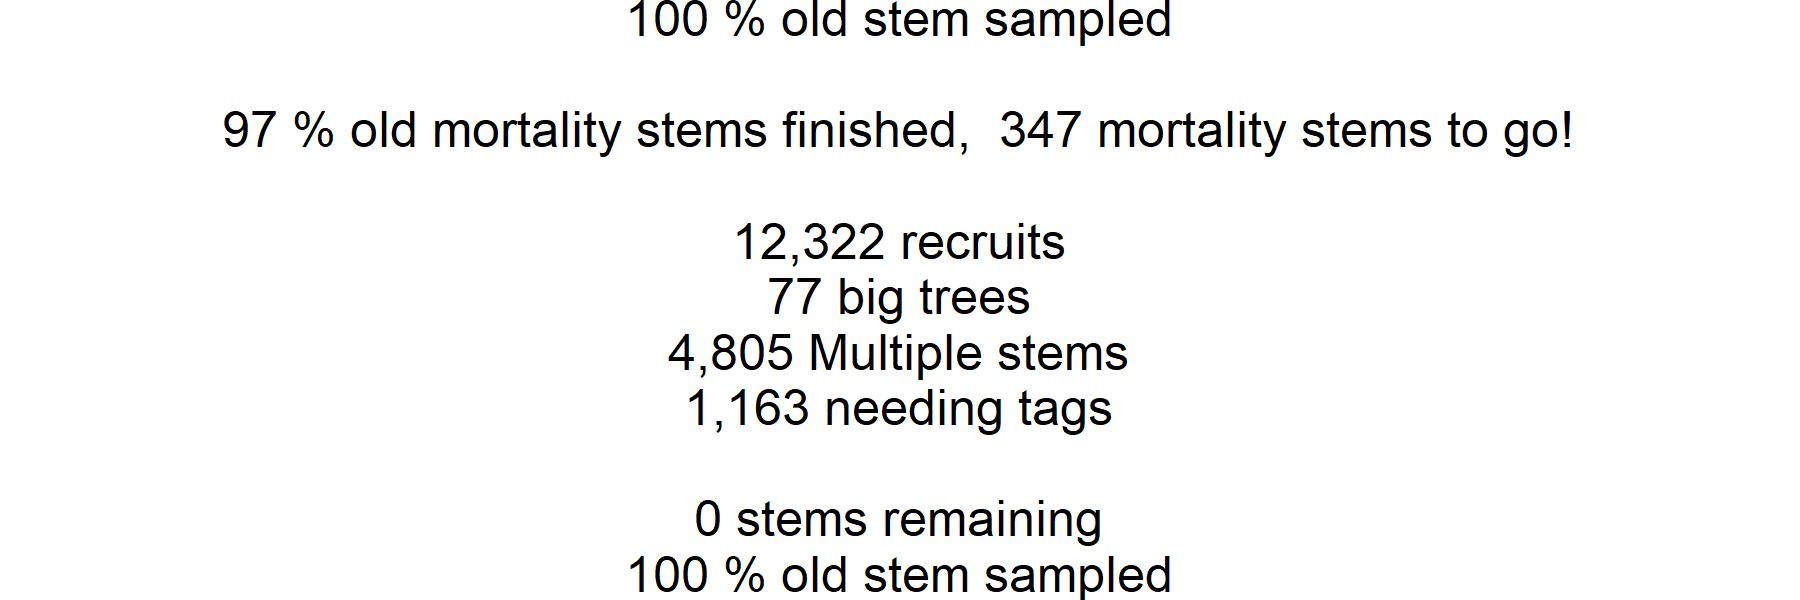 100 % old stem sampled
97 % old mortality stems finished,  347 mortality stems to go!
12,322 recruits
77 big trees
4,805 Multiple stems
1,163 needing tags
0 stems remaining
100 % old stem sampled